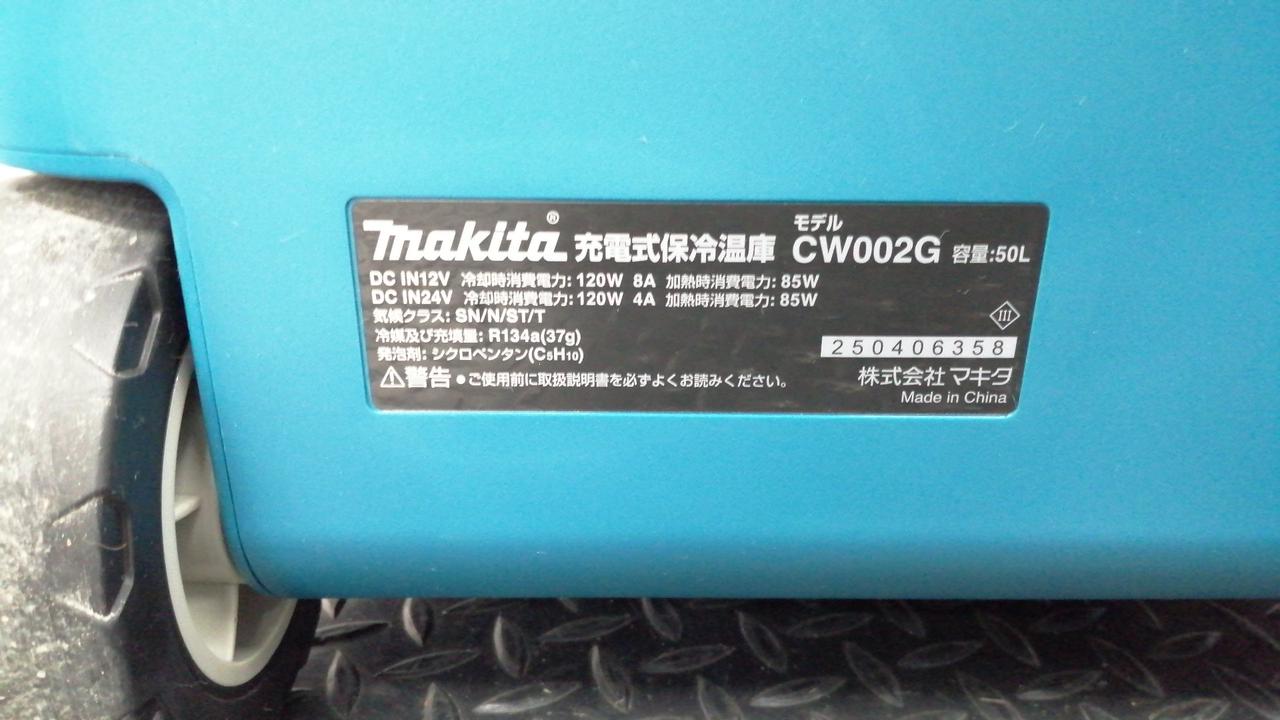 makita® 充電式保冷温庫 モデル CW002G 容量:50L
DC IN12V 冷却時消費電力: 120W 8A 加熱時消費電力: 85W
DC IN24V 冷却時消費電力: 120W 4A 加熱時消費電力: 85W
気候クラス: SN/N/ST/T
III
冷媒及び充填量: R134a(37g)
250406358
発泡剤: シクロペンタン(C₅H₁₀)
⚠警告 ●ご使用前に取扱説明書を必ずよくお読みください。
株式会社 マキタ
Made in China